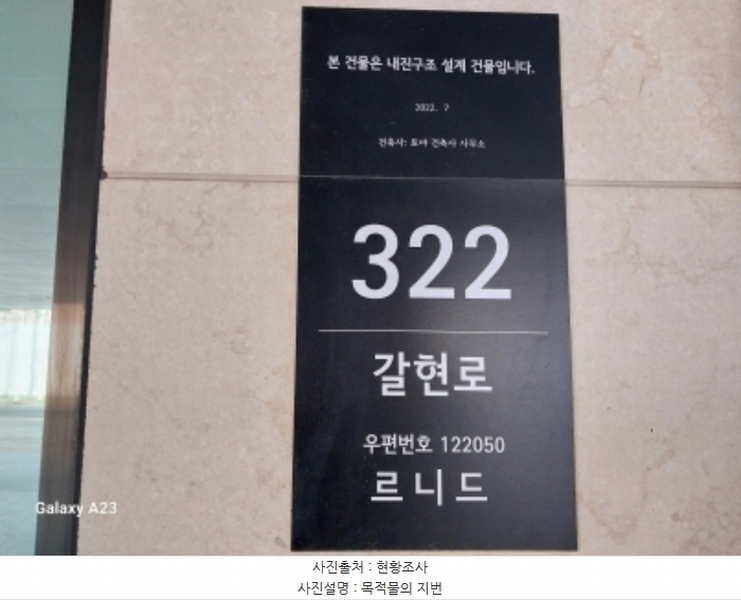 본 건물은 내진구조 설계 건물입니다.
2022. 7
건축사: 토아 건축사 사무소
322
갈현로
우편번호 122050
르니드
Galaxy A23
사진출처 : 현황조사
사진설명 : 목적물의 지번